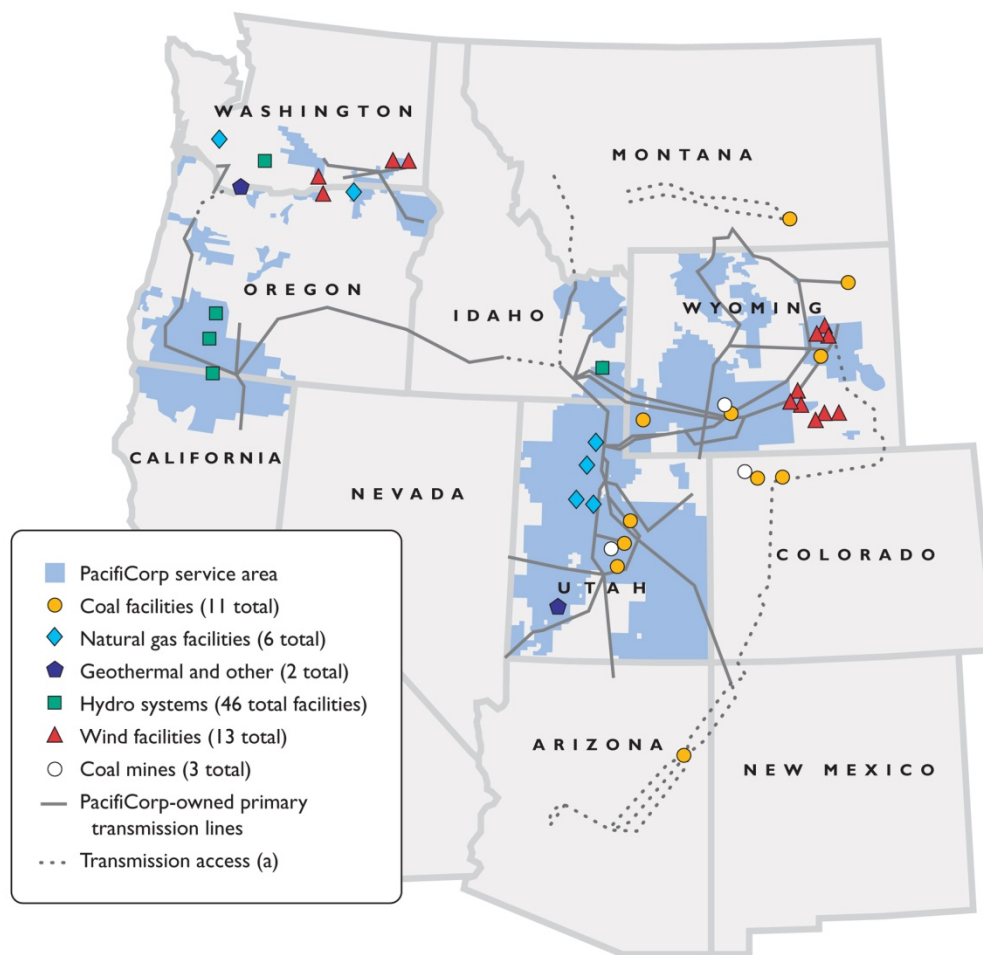 WASHINGTON
MONTANA
OREGON
IDAHO
WYOMING
CALIFORNIA
NEVADA
UTAH
COLORADO
ARIZONA
NEW MEXICO
PacifiCorp service area
Coal facilities (11 total)
Natural gas facilities (6 total)
Geothermal and other (2 total)
Hydro systems (46 total facilities)
Wind facilities (13 total)
Coal mines (3 total)
PacifiCorp-owned primary
transmission lines
Transmission access (a)